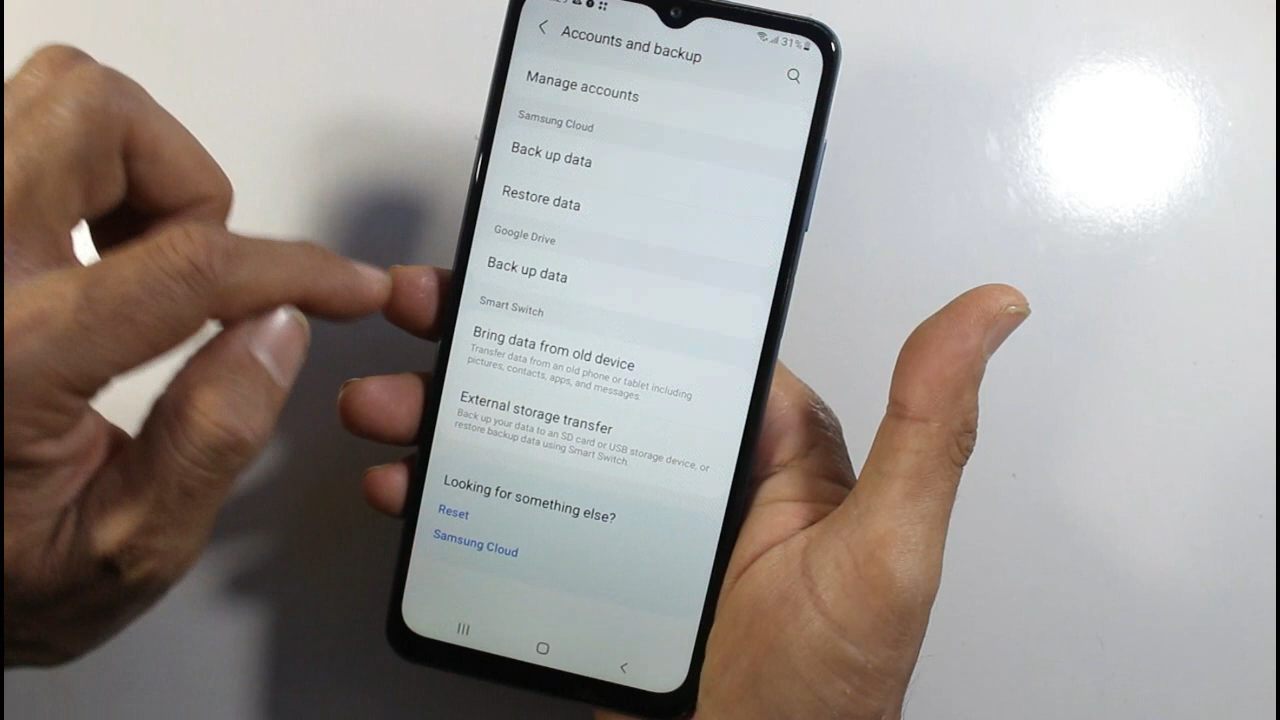 31%
Accounts and backup
Manage accounts
Samsung Cloud
Back up data
Restore data
Google Drive
Back up data
Smart Switch
Bring data from old device
Transfer data from an old phone or tablet including
pictures, contacts, apps, and messages.
External storage transfer
Back up your data to an SD card or USB storage device, or
restore backup data using Smart Switch.
Looking for something else?
Reset
Samsung Cloud